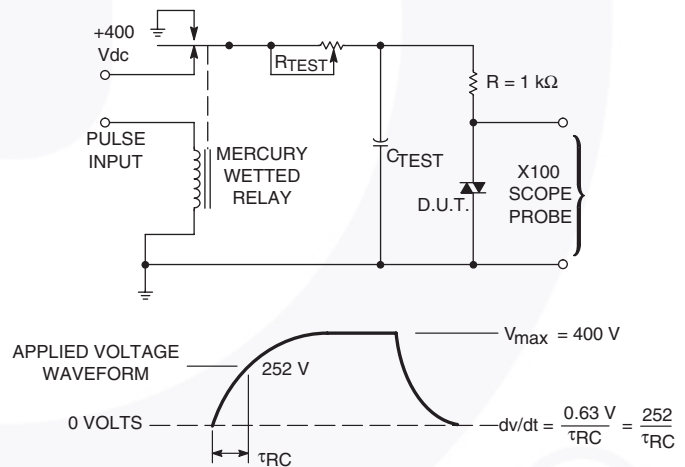 +400
Vdc
RTEST
R = 1 kΩ
PULSE
INPUT
MERCURY
WETTED
RELAY
CTEST
D.U.T.
X100
SCOPE
PROBE
Vmax = 400 V
APPLIED VOLTAGE
WAVEFORM
252 V
0 VOLTS
dv/dt = 0.63 V / τRC = 252 / τRC
τRC